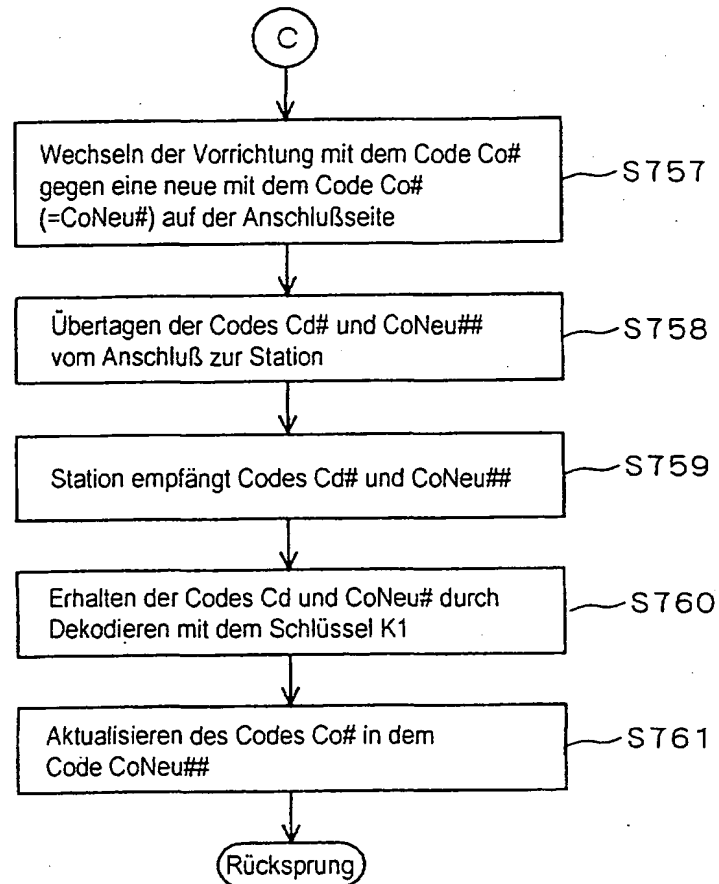 C
Wechseln der Vorrichtung mit dem Code Co#
gegen eine neue mit dem Code Co#
(=CoNeu#) auf der Anschlußseite
S757
Übertagen der Codes Cd# und CoNeu##
vom Anschluß zur Station
S758
Station empfängt Codes Cd# und CoNeu##
S759
Erhalten der Codes Cd und CoNeu# durch
Dekodieren mit dem Schlüssel K1
S760
Aktualisieren des Codes Co# in dem
Code CoNeu##
S761
Rücksprung